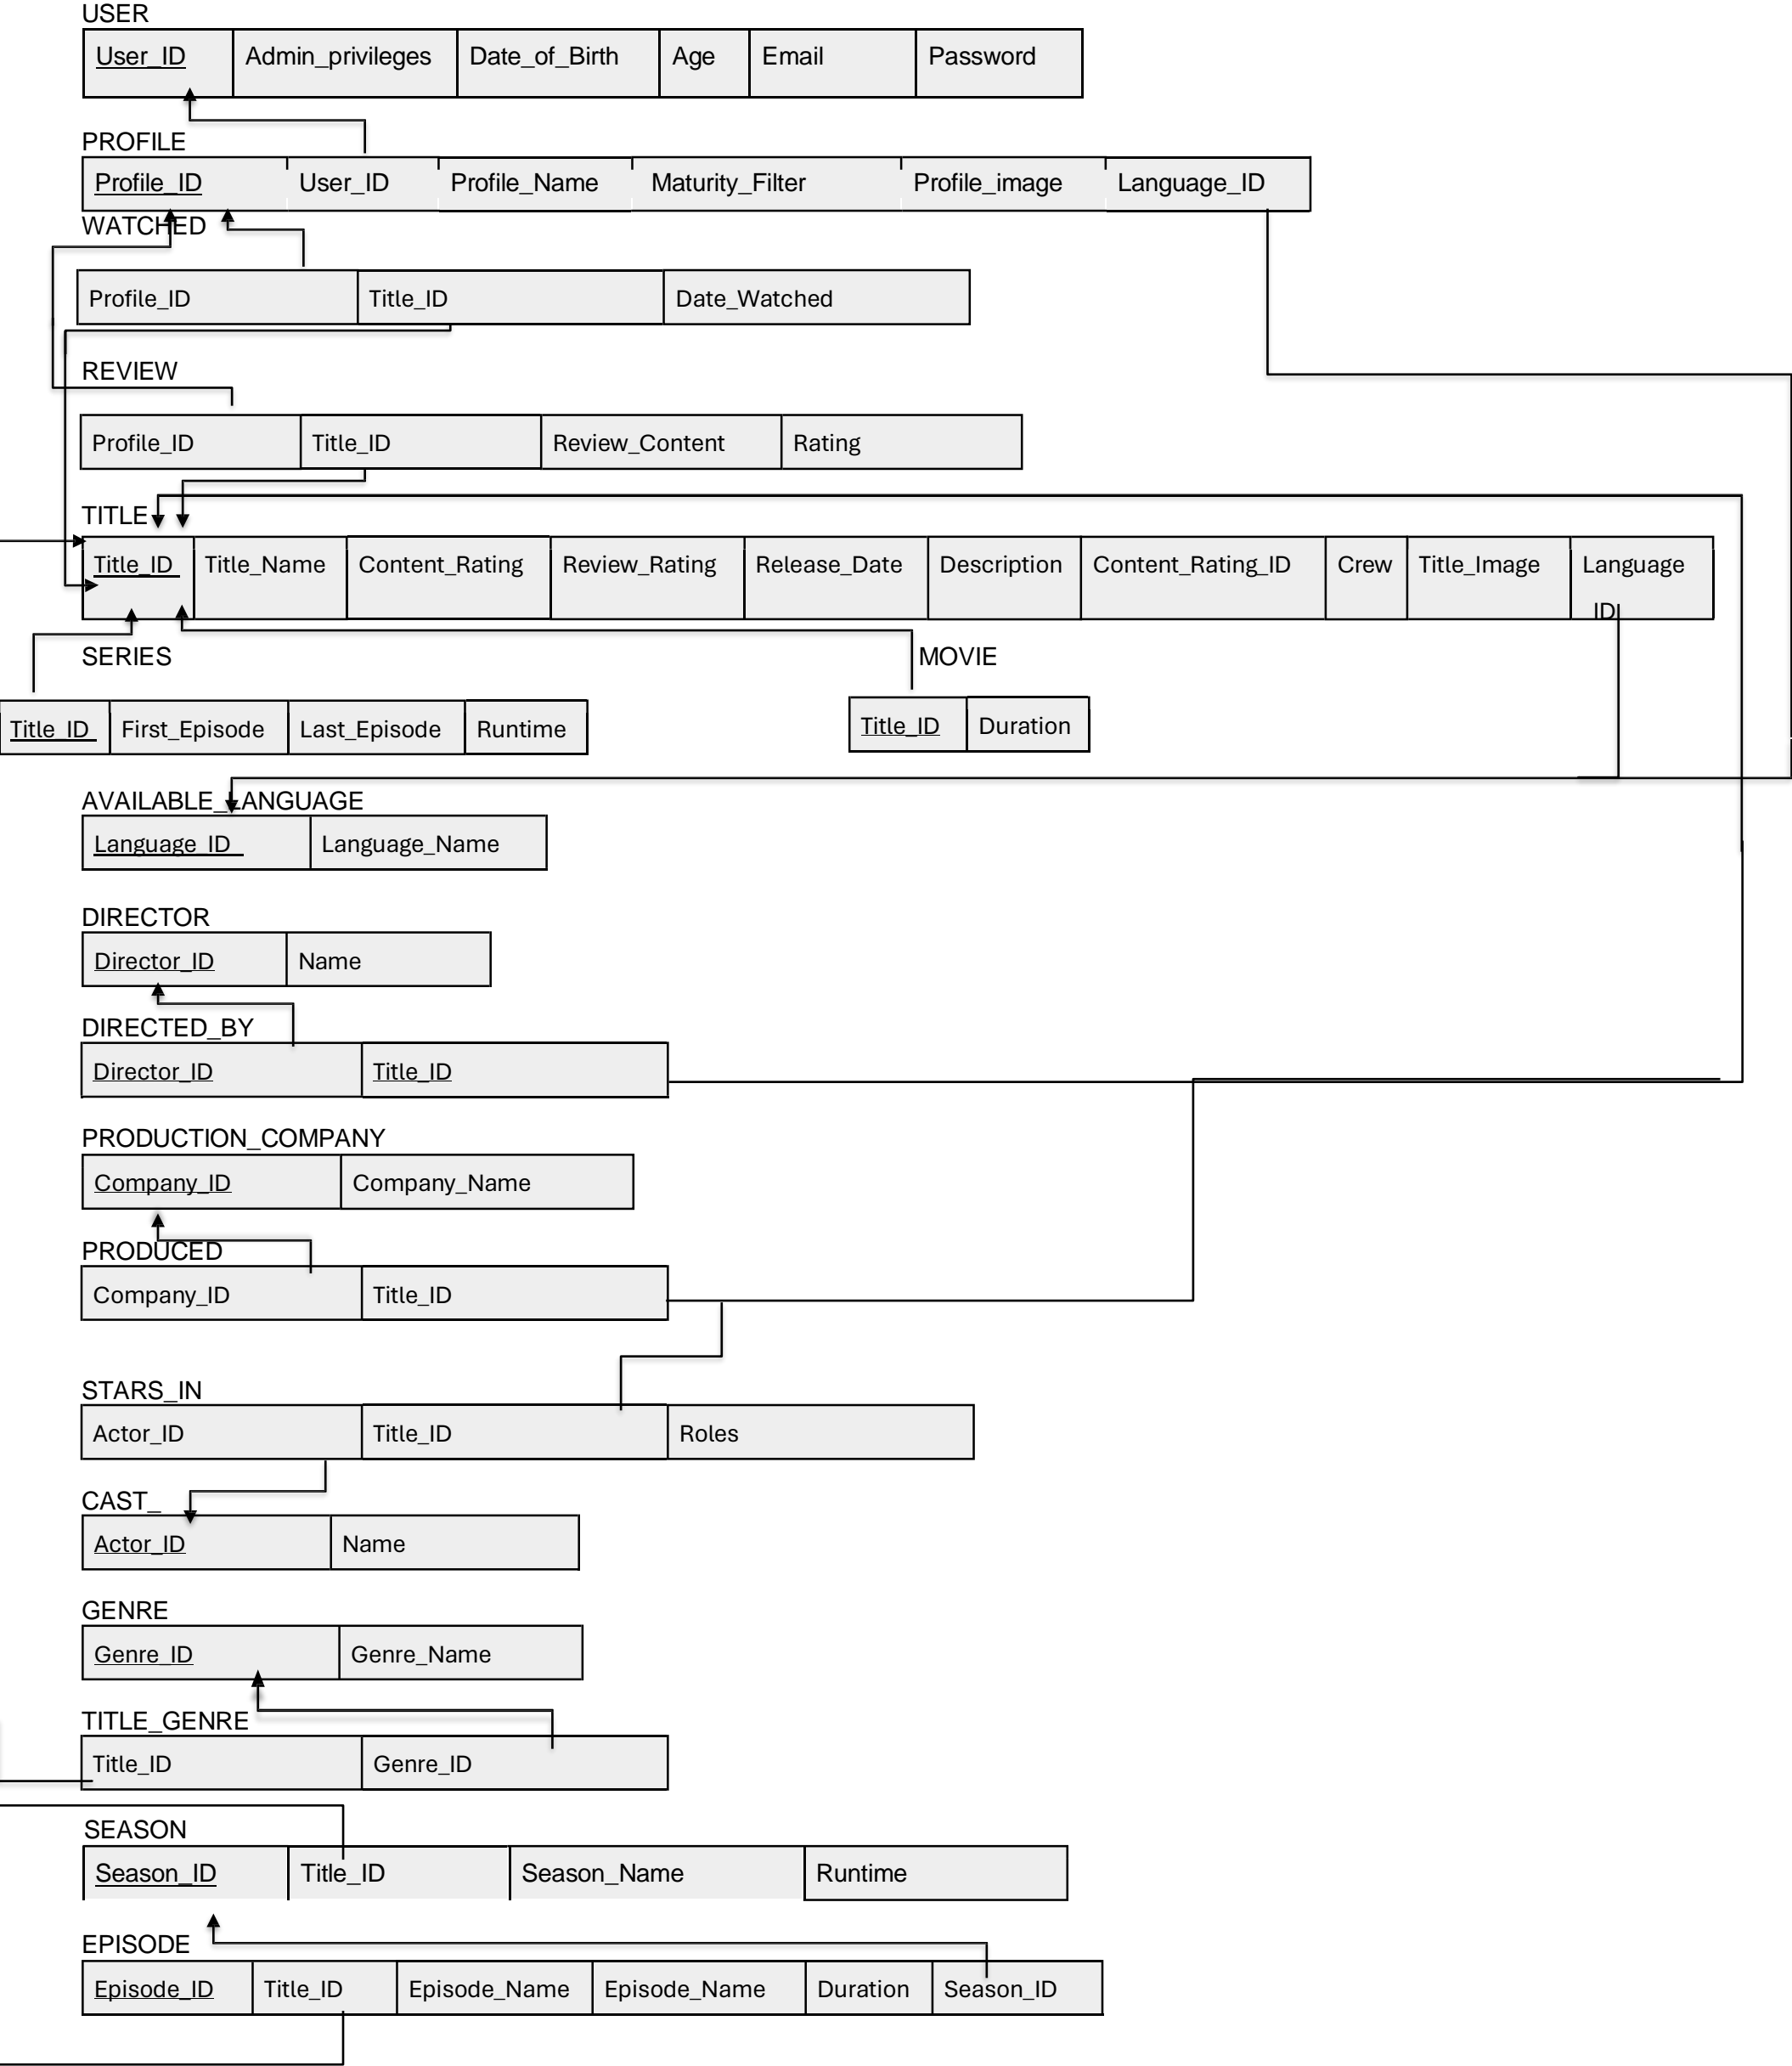 USER
User_ID Admin_privileges Date_of_Birth Age Email Password
PROFILE
Profile_ID User_ID Profile_Name Maturity_Filter Profile_image Language_ID
WATCHED
Profile_ID Title_ID Date_Watched
REVIEW
Profile_ID Title_ID Review_Content Rating
TITLE
Title_ID Title_Name Content_Rating Review_Rating Release_Date Description Content_Rating_ID Crew Title_Image Language
ID
SERIES MOVIE
Title_ID First_Episode Last_Episode Runtime Title_ID Duration
AVAILABLE_LANGUAGE
Language_ID Language_Name
DIRECTOR
Director_ID Name
DIRECTED_BY
Director_ID Title_ID
PRODUCTION_COMPANY
Company_ID Company_Name
PRODUCED
Company_ID Title_ID
STARS_IN
Actor_ID Title_ID Roles
CAST_
Actor_ID Name
GENRE
Genre_ID Genre_Name
TITLE_GENRE
Title_ID Genre_ID
SEASON
Season_ID Title_ID Season_Name Runtime
EPISODE
Episode_ID Title_ID Episode_Name Episode_Name Duration Season_ID